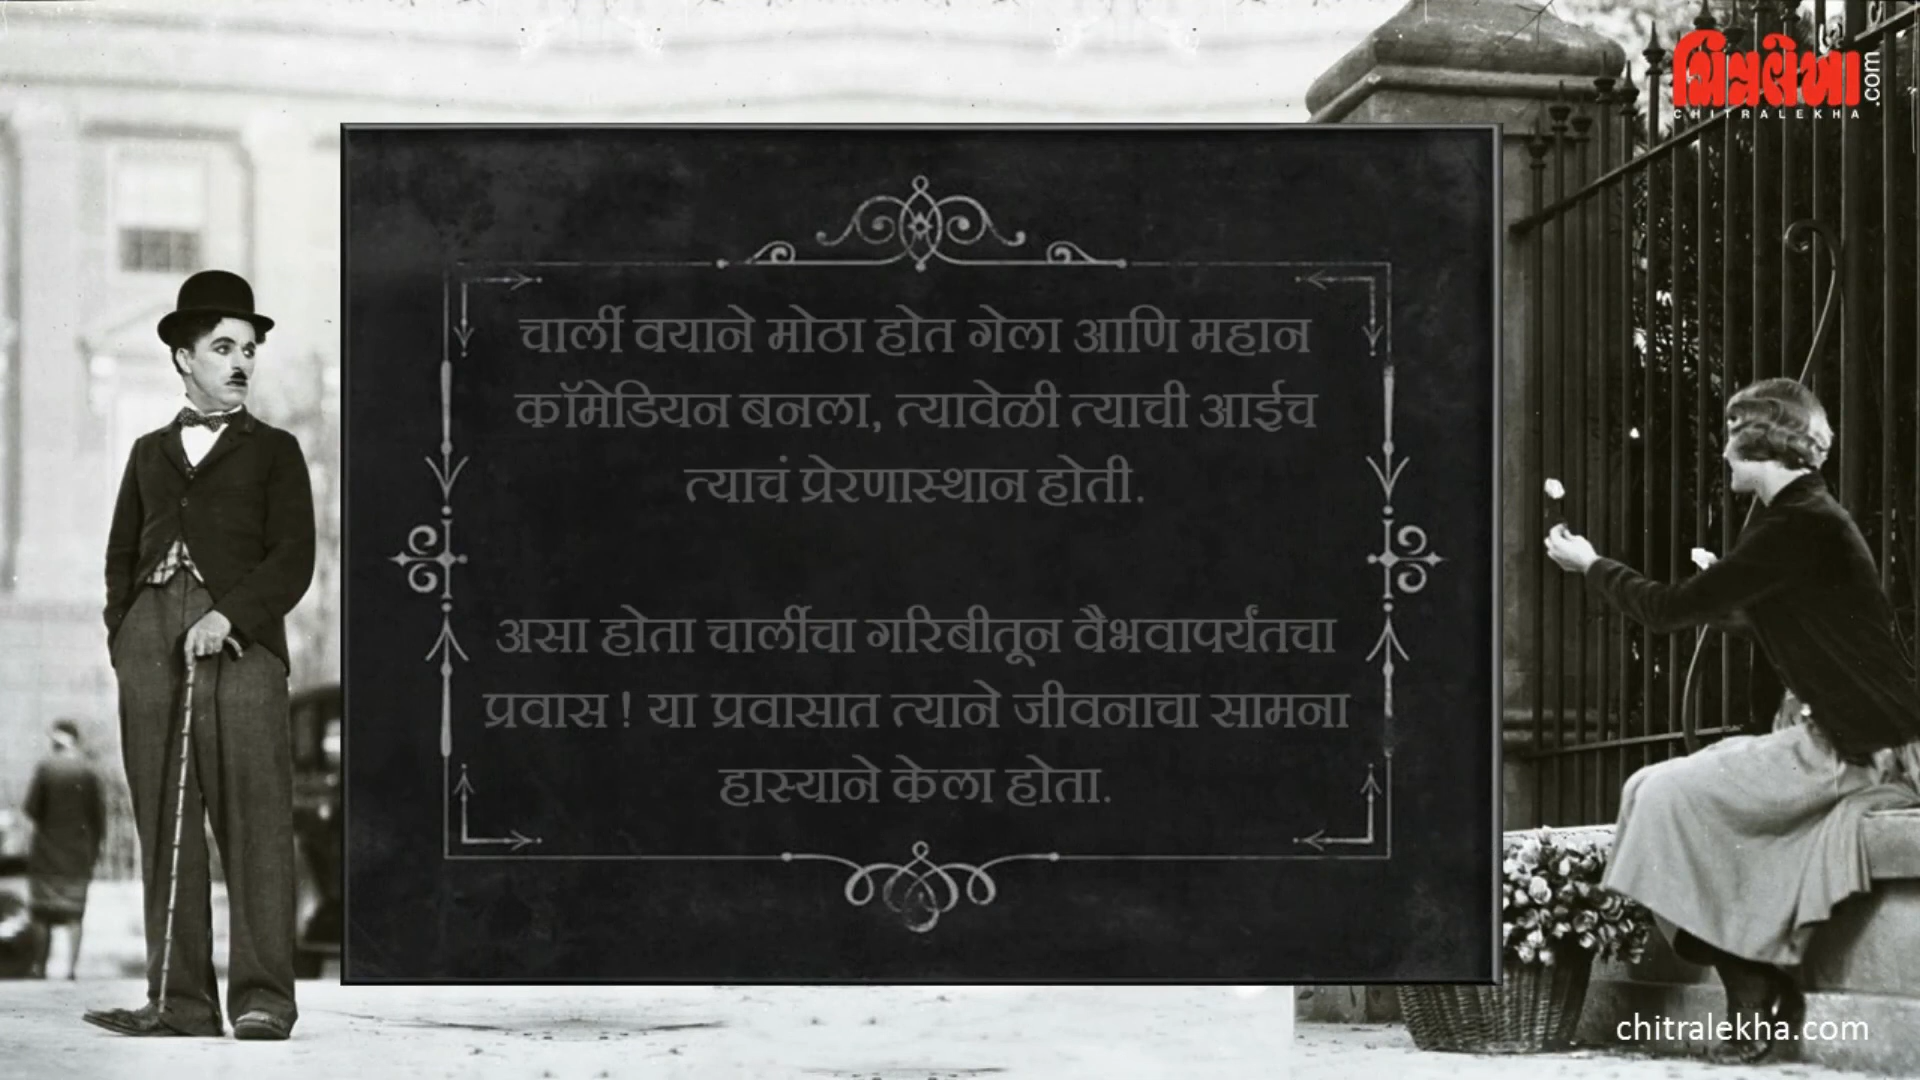 ચિત્રલેખા
.com
CHITRALEKHA
चार्ली वयाने मोठा होत गेला आणि महान
कॉमेडियन बनला, त्यावेळी त्याची आईच
त्याचं प्रेरणास्थान होती.
असा होता चार्लीचा गरिबीतून वैभवापर्यंतचा
प्रवास ! या प्रवासात त्याने जीवनाचा सामना
हास्याने केला होता.
chitralekha.com